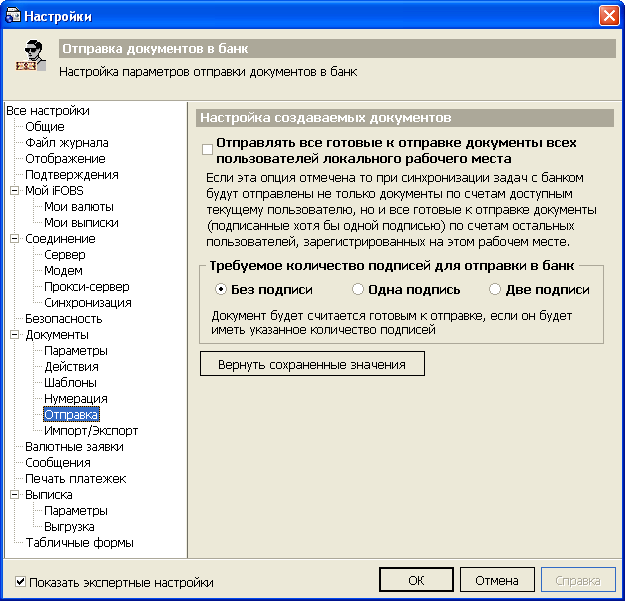 Настройки
Отправка документов в банк
Настройка параметров отправки документов в банк
Все настройки
Общие
Файл журнала
Отображение
Подтверждения
Мой iFOBS
Мои валюты
Мои выписки
Соединение
Сервер
Модем
Прокси-сервер
Синхронизация
Безопасность
Документы
Параметры
Действия
Шаблоны
Нумерация
Отправка
Импорт/Экспорт
Валютные заявки
Сообщения
Печать платежек
Выписка
Параметры
Выгрузка
Табличные формы
Настройка создаваемых документов
Отправлять все готовые к отправке документы всех
пользователей локального рабочего места
Если эта опция отмечена то при синхронизации задач с банком
будут отправлены не только документы по счетам доступным
текущему пользователю, но и все готовые к отправке документы
(подписанные хотя бы одной подписью) по счетам остальных
пользователей, зарегистрированных на этом рабочем месте.
Требуемое количество подписей для отправки в банк
Без подписи Одна подпись Две подписи
Документ будет считается готовым к отправке, если он будет
иметь указанное количество подписей
Вернуть сохраненные значения
Показать экспертные настройки
OK Отмена Справка